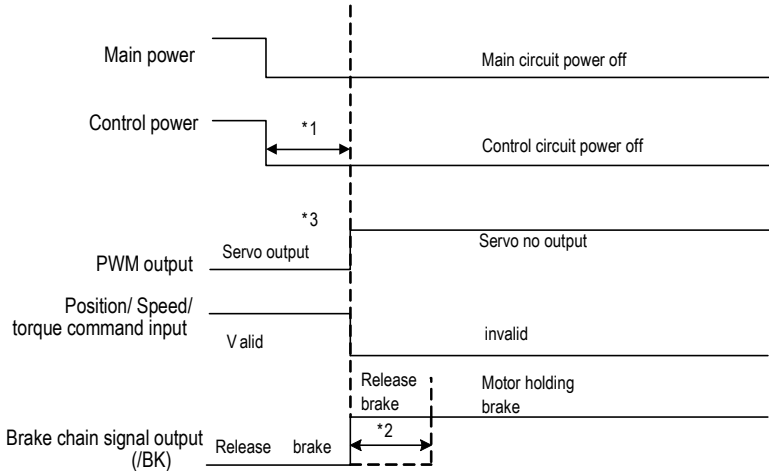 Main power
Main circuit power off
Control power
*1
Control circuit power off
*3
PWM output
Servo output
Servo no output
Position/ Speed/
torque command input
Valid
invalid
Release
brake
Motor holding
brake
Brake chain signal output
(/BK)
Release brake
*2